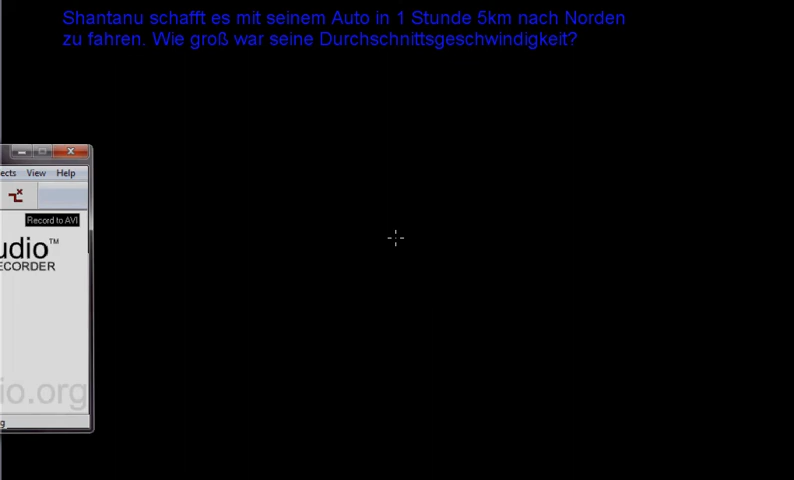 Shantanu schafft es mit seinem Auto in 1 Stunde 5km nach Norden
zu fahren. Wie groß war seine Durchschnittsgeschwindigkeit?
ects View Help
Record to AVI
udio™
ECORDER
io.org
g